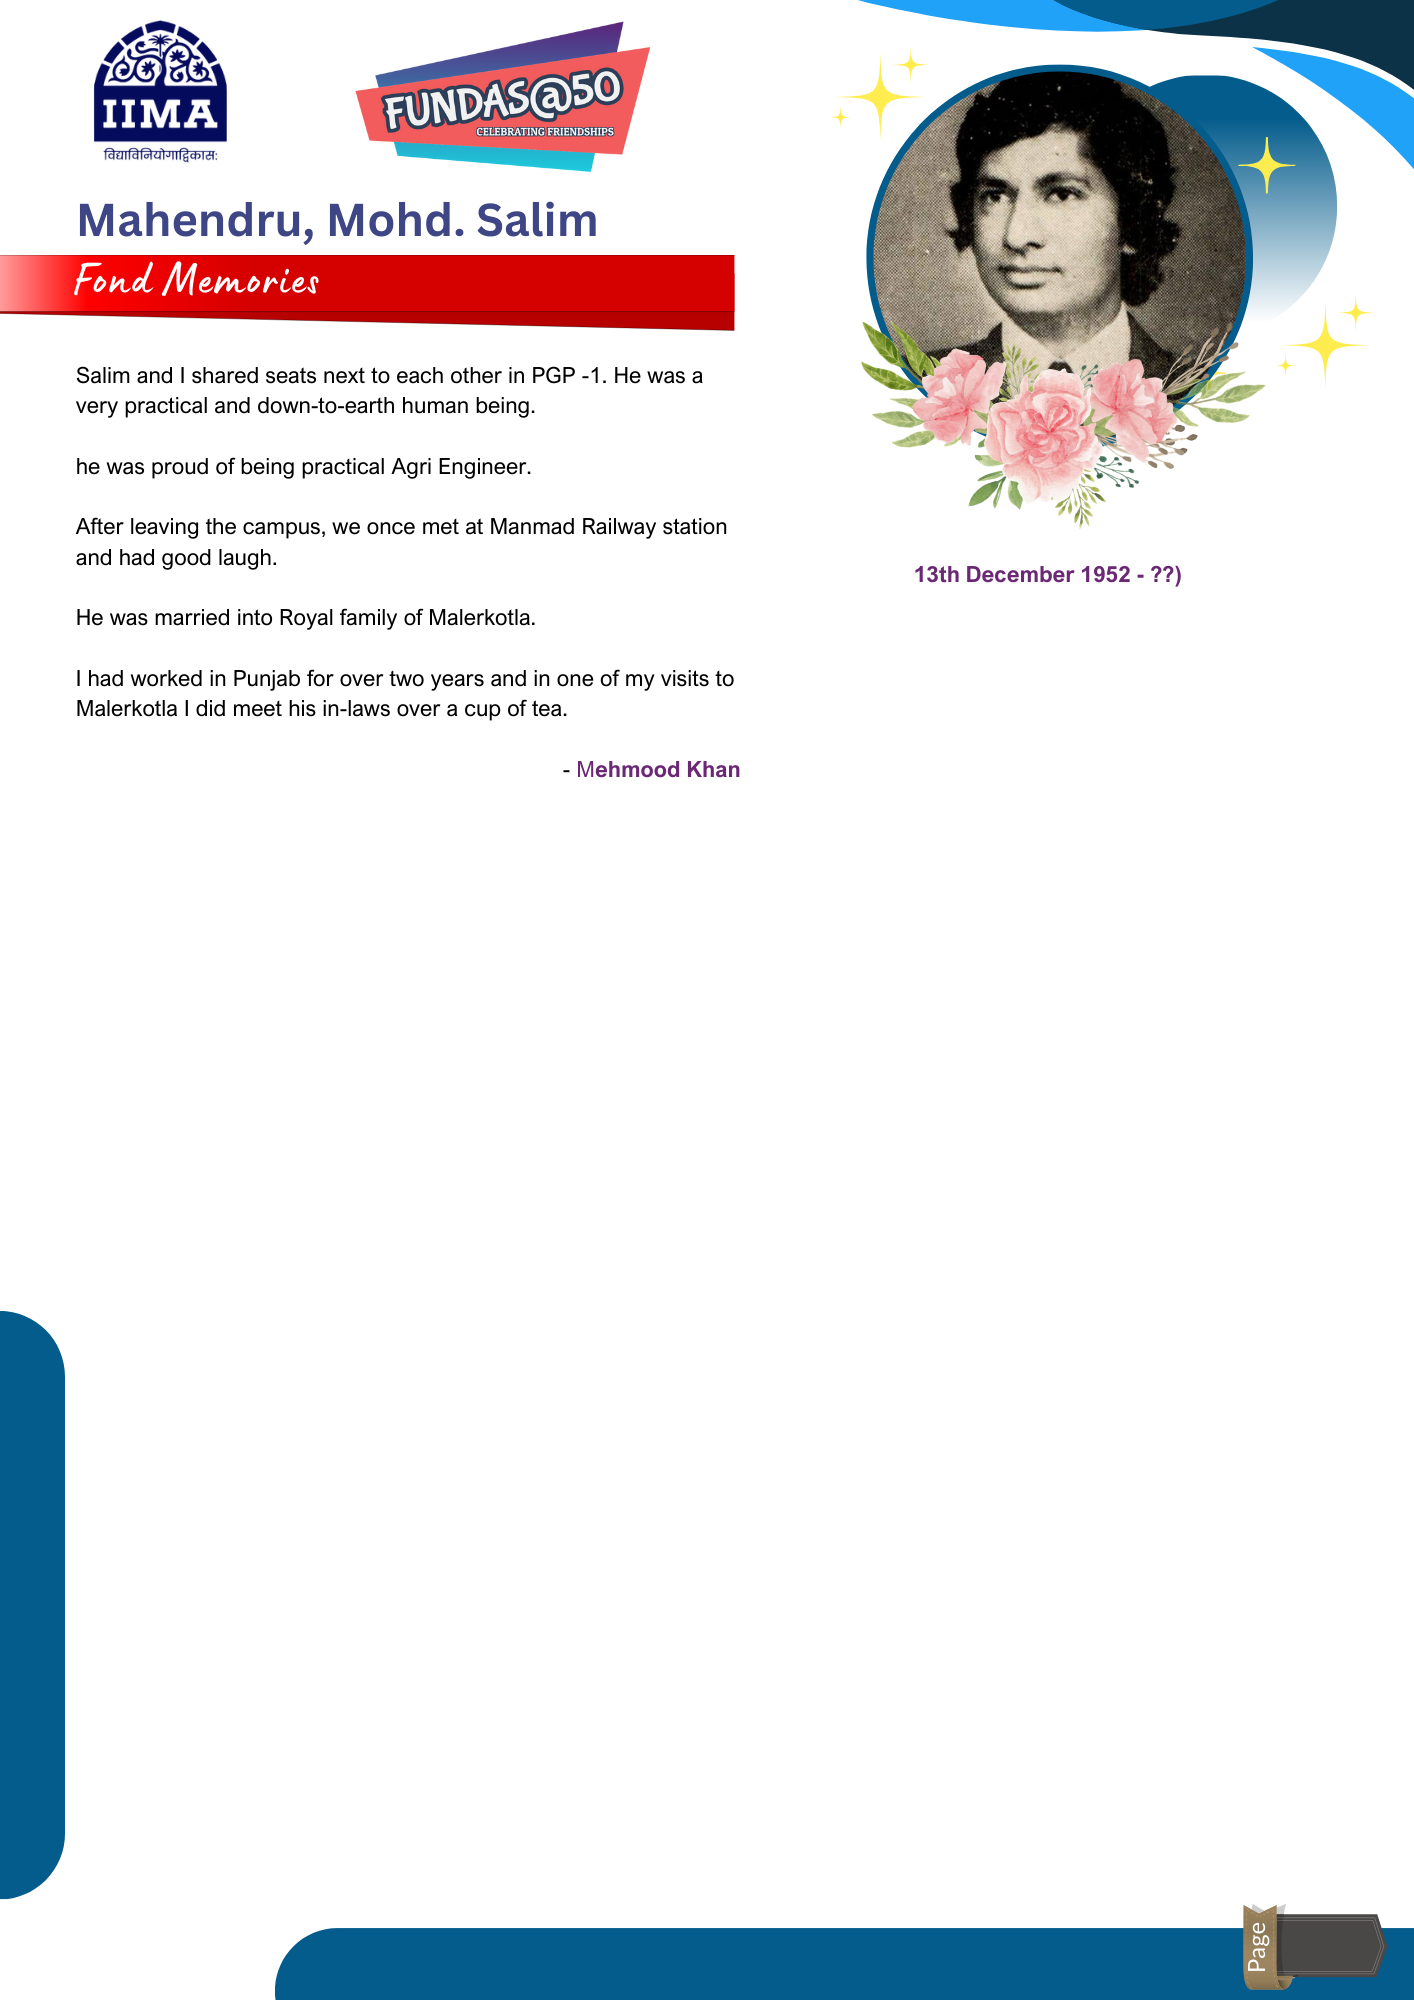 IIMA
विद्याविनियोगाद्विकास:
FUNDAS@50
CELEBRATING FRIENDSHIPS
Mahendru, Mohd. Salim
Fond Memories
Salim and I shared seats next to each other in PGP -1. He was a
very practical and down-to-earth human being.
he was proud of being practical Agri Engineer.
After leaving the campus, we once met at Manmad Railway station
and had good laugh.
He was married into Royal family of Malerkotla.
I had worked in Punjab for over two years and in one of my visits to
Malerkotla I did meet his in-laws over a cup of tea.
- Mehmood Khan
13th December 1952 - ??)
Page